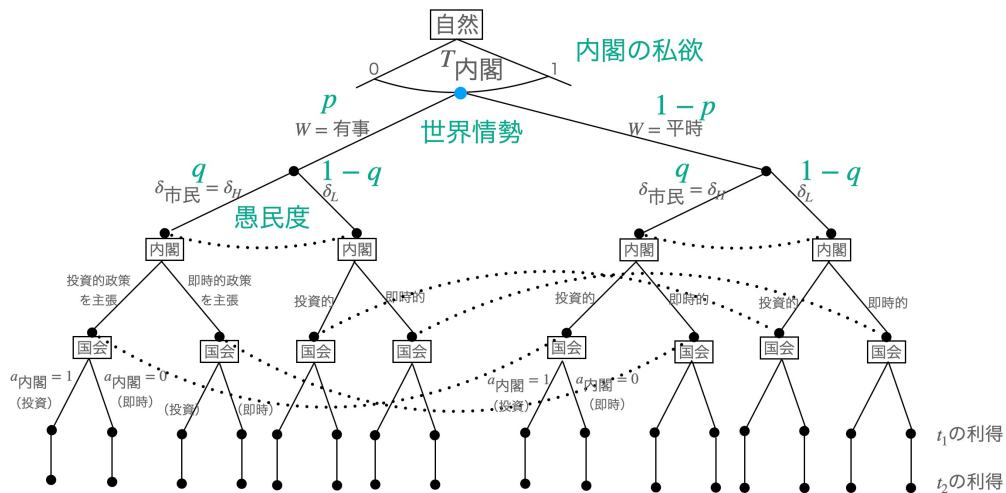 自然
内閣の私欲
0
T内閣
1
p
1 − p
W = 有事
世界情勢
W = 平時
q
1 − q
q
1 − q
δ市民 = δH
δL
δ市民 = δH
δL
愚民度
内閣
内閣
内閣
内閣
投資的政策
を主張
即時的政策
を主張
投資的
即時的
投資的
即時的
投資的
即時的
国会
国会
国会
国会
国会
国会
国会
国会
a内閣 = 1
(投資)
a内閣 = 0
(即時)
(投資)
(即時)
a内閣 = 1
(投資)
a内閣 = 0
(即時)
t1の利得
t2の利得